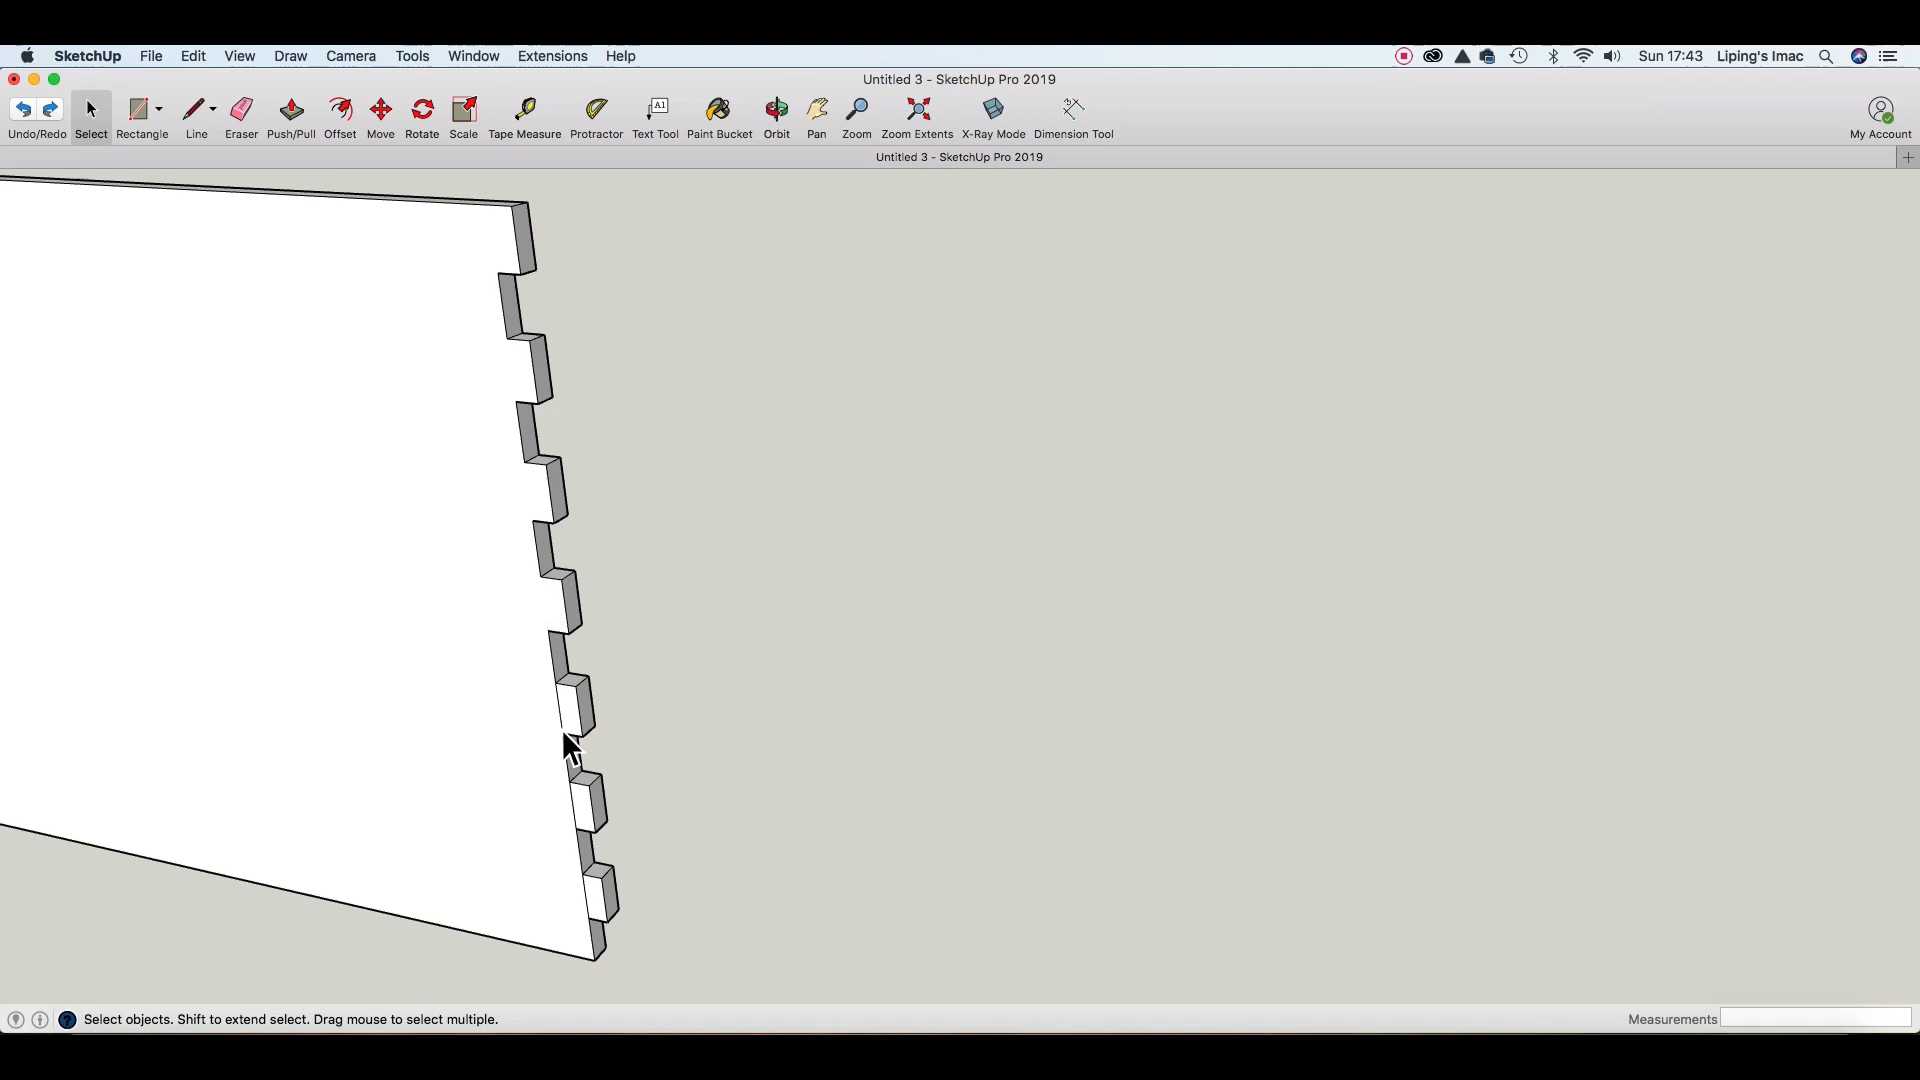 SketchUp File Edit View Draw Camera Tools Window Extensions Help Sun 17:43 Liping's Imac
Untitled 3 - SketchUp Pro 2019
A1
Undo/Redo Select Rectangle Line Eraser Push/Pull Offset Move Rotate Scale Tape Measure Protractor Text Tool Paint Bucket Orbit Pan Zoom Zoom Extents X-Ray Mode Dimension Tool My Account
Untitled 3 - SketchUp Pro 2019
? Select objects. Shift to extend select. Drag mouse to select multiple. Measurements